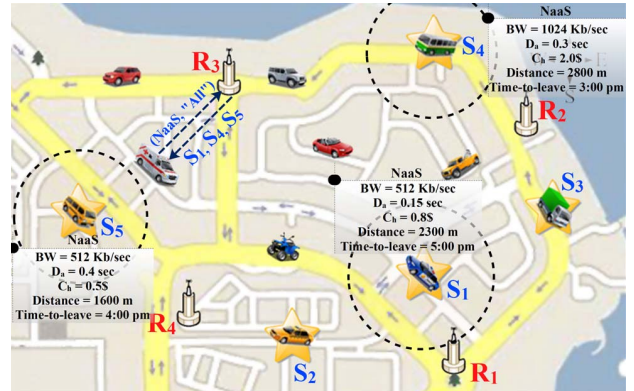 NaaS
BW = 1024 Kb/sec
Da = 0.3 sec
Ch = 2.0$
Distance = 2800 m
Time-to-leave = 3:00 pm
S4
R3
R2
(NaaS, "All")
S1, S4, S5
NaaS
BW = 512 Kb/sec
Da = 0.15 sec
Ch = 0.8$
Distance = 2300 m
Time-to-leave = 5:00 pm
S3
S5
NaaS
BW = 512 Kb/sec
Da = 0.4 sec
Ch = 0.5$
Distance = 1600 m
Time-to-leave = 4:00 pm
S1
R4
S2
R1